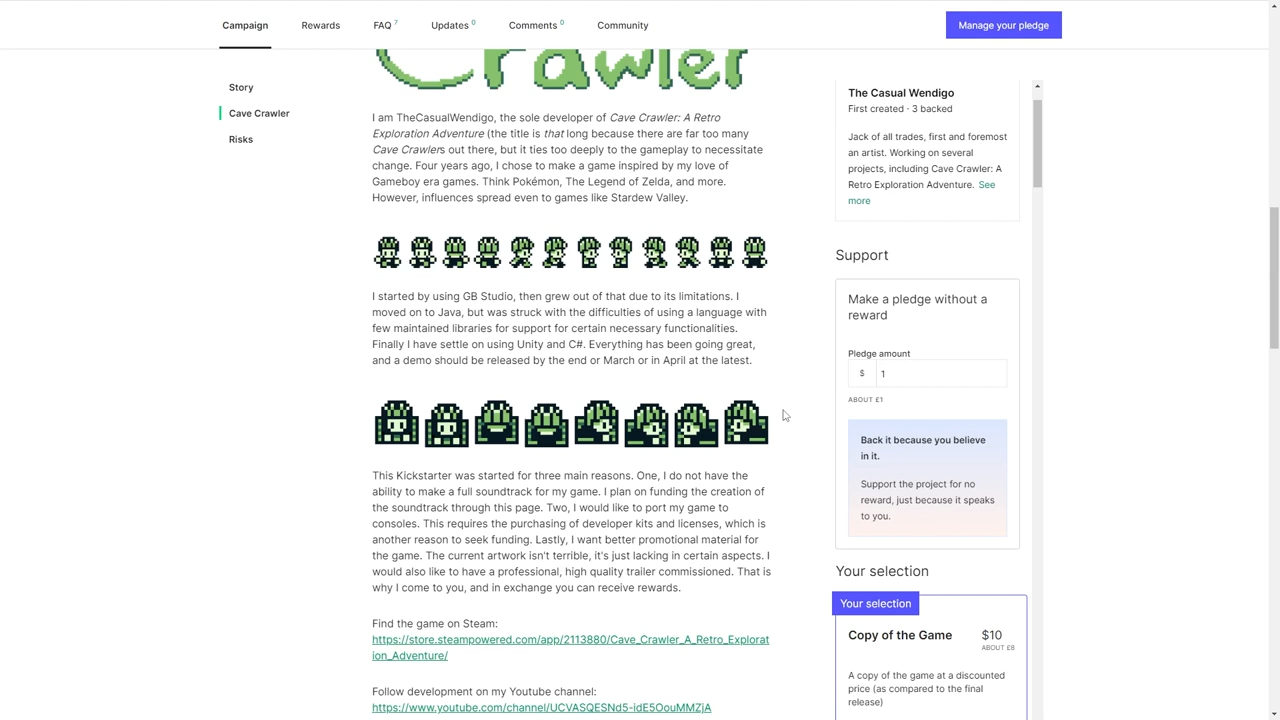 Campaign
Rewards
FAQ 7
Updates 0
Comments 0
Community
Manage your pledge
Story
Cave Crawler
Risks
Crawler
I am TheCasualWendigo, the sole developer of Cave Crawler: A Retro
Exploration Adventure (the title is that long because there are far too many
Cave Crawlers out there, but it ties too deeply to the gameplay to necessitate
change. Four years ago, I chose to make a game inspired by my love of
Gameboy era games. Think Pokémon, The Legend of Zelda, and more.
However, influences spread even to games like Stardew Valley.
I started by using GB Studio, then grew out of that due to its limitations. I
moved on to Java, but was struck with the difficulties of using a language with
few maintained libraries for support for certain necessary functionalities.
Finally I have settle on using Unity and C#. Everything has been going great,
and a demo should be released by the end or March or in April at the latest.
This Kickstarter was started for three main reasons. One, I do not have the
ability to make a full soundtrack for my game. I plan on funding the creation of
the soundtrack through this page. Two, I would like to port my game to
consoles. This requires the purchasing of developer kits and licenses, which is
another reason to seek funding. Lastly, I want better promotional material for
the game. The current artwork isn't terrible, it's just lacking in certain aspects. I
would also like to have a professional, high quality trailer commissioned. That is
why I come to you, and in exchange you can receive rewards.
Find the game on Steam:
https://store.steampowered.com/app/2113880/Cave_Crawler_A_Retro_Explorat
ion_Adventure/
Follow development on my Youtube channel:
https://www.youtube.com/channel/UCVASQESNd5-idE5OouMMZjA
The Casual Wendigo
First created · 3 backed
Jack of all trades, first and foremost
an artist. Working on several
projects, including Cave Crawler: A
Retro Exploration Adventure. See
more
Support
Make a pledge without a
reward
Pledge amount
$ 1
ABOUT £1
Back it because you believe
in it.
Support the project for no
reward, just because it speaks
to you.
Your selection
Your selection
Copy of the Game
$10
ABOUT £8
A copy of the game at a discounted
price (as compared to the final
release)